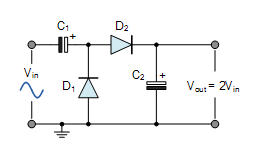 C₁
+
D₂
Vin
D₁
C₂
+
Vout = 2Vin